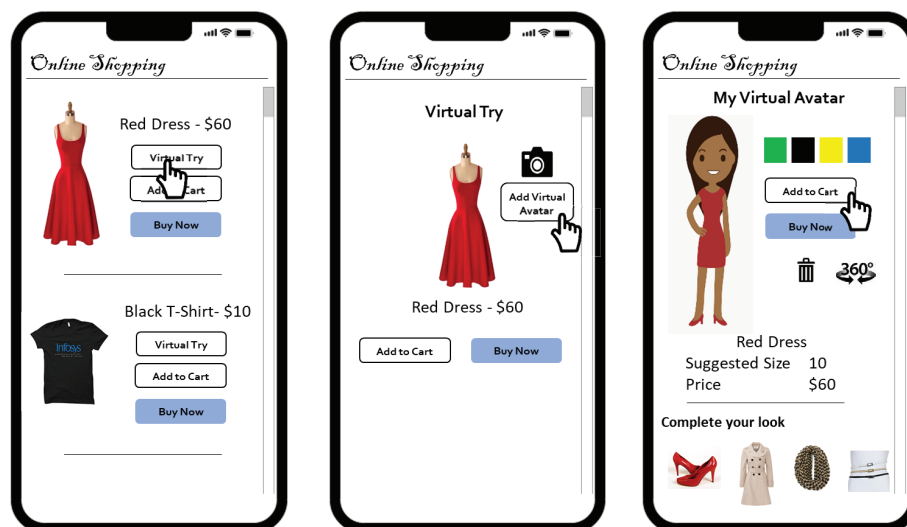 Online Shopping
Red Dress - $60
Virtual Try
Add to Cart
Buy Now
Black T-Shirt- $10
Infosys
Virtual Try
Add to Cart
Buy Now
Online Shopping
Virtual Try
Add Virtual
Avatar
Red Dress - $60
Add to Cart
Buy Now
Online Shopping
My Virtual Avatar
Add to Cart
Buy Now
360°
Red Dress
Suggested Size 10
Price $60
Complete your look